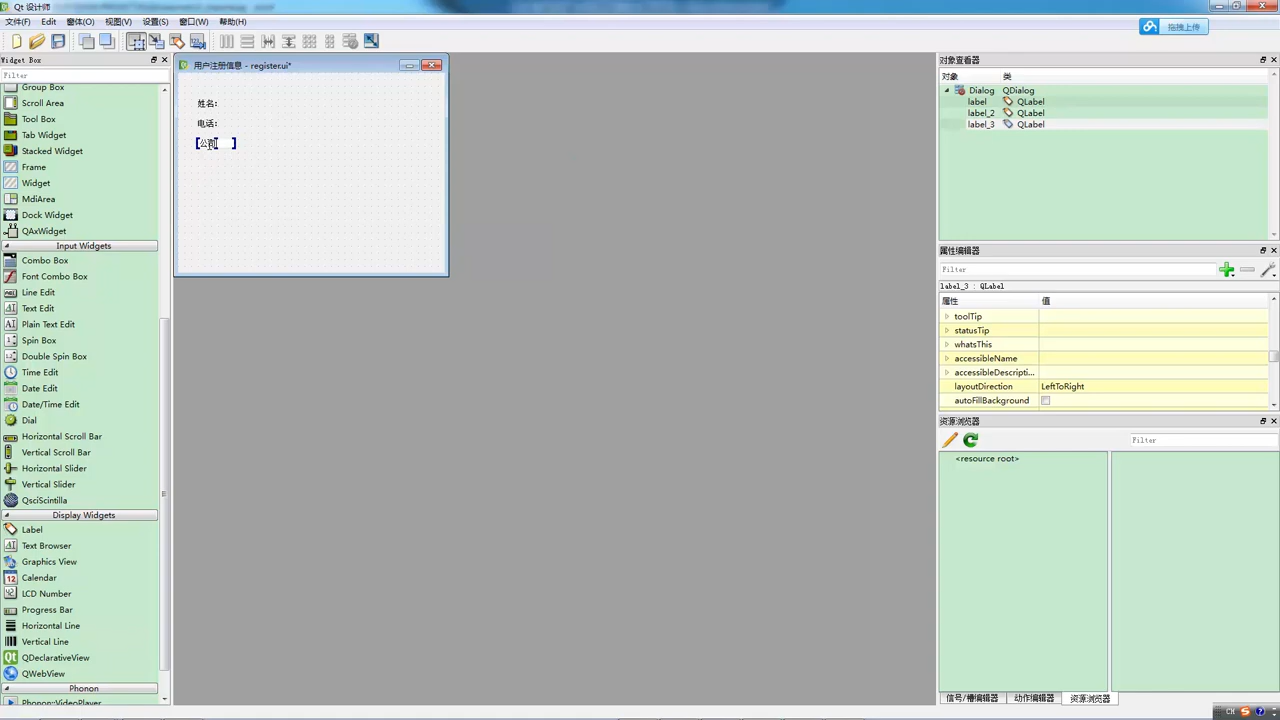 Qt 设计师
文件(F) Edit 窗体(O) 视图(V) 设置(S) 窗口(W) 帮助(H)
拖拽上传
Widget Box
Filter
Group Box
Scroll Area
Tool Box
Tab Widget
Stacked Widget
Frame
Widget
MdiArea
Dock Widget
QAxWidget
Input Widgets
Combo Box
Font Combo Box
Line Edit
Text Edit
Plain Text Edit
Spin Box
Double Spin Box
Time Edit
Date Edit
Date/Time Edit
Dial
Horizontal Scroll Bar
Vertical Scroll Bar
Horizontal Slider
Vertical Slider
QsciScintilla
Display Widgets
Label
Text Browser
Graphics View
Calendar
LCD Number
Progress Bar
Horizontal Line
Vertical Line
QDeclarativeView
QWebView
Phonon
Phonon::VideoPlayer
用户注册信息 - register.ui*
姓名:
电话:
公司
对象查看器
对象 类
Dialog QDialog
label QLabel
label_2 QLabel
label_3 QLabel
属性编辑器
Filter
label_3 : QLabel
属性 值
toolTip
statusTip
whatsThis
accessibleName
accessibleDescripti...
layoutDirection LeftToRight
autoFillBackground
资源浏览器
Filter
<resource root>
信号/槽编辑器 动作编辑器 资源浏览器
CH